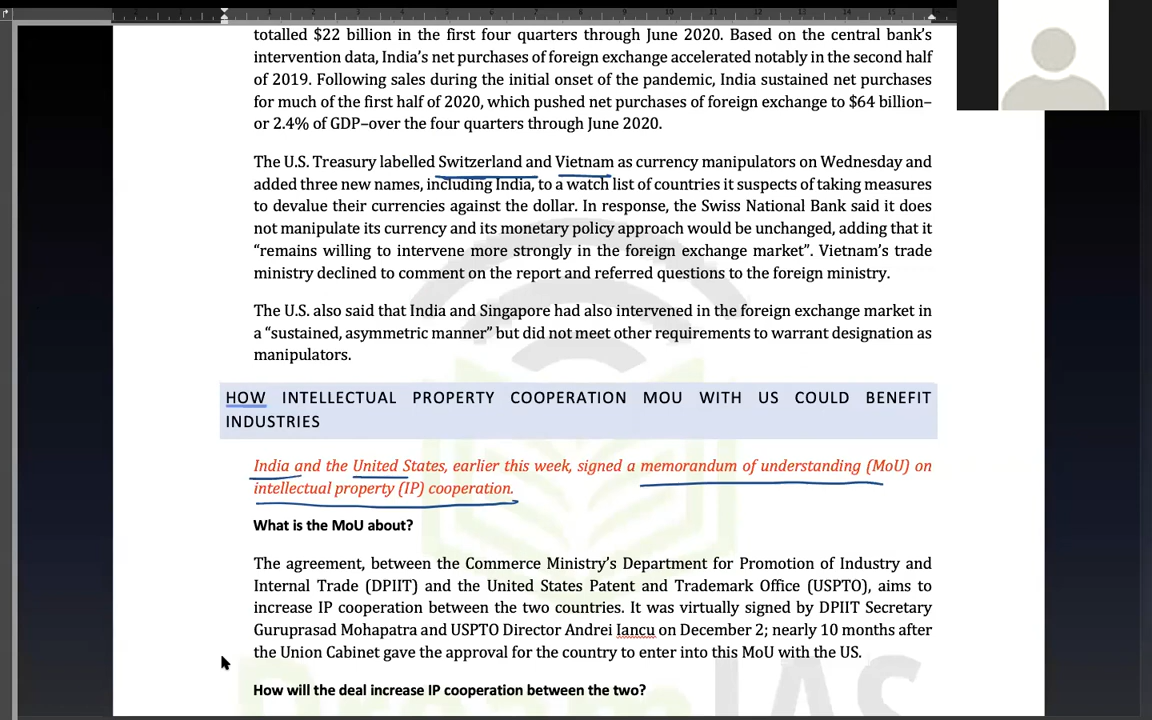 totalled $22 billion in the first four quarters through June 2020. Based on the central bank's
intervention data, India's net purchases of foreign exchange accelerated notably in the second half
of 2019. Following sales during the initial onset of the pandemic, India sustained net purchases
for much of the first half of 2020, which pushed net purchases of foreign exchange to $64 billion–
or 2.4% of GDP–over the four quarters through June 2020.
The U.S. Treasury labelled Switzerland and Vietnam as currency manipulators on Wednesday and
added three new names, including India, to a watch list of countries it suspects of taking measures
to devalue their currencies against the dollar. In response, the Swiss National Bank said it does
not manipulate its currency and its monetary policy approach would be unchanged, adding that it
“remains willing to intervene more strongly in the foreign exchange market”. Vietnam's trade
ministry declined to comment on the report and referred questions to the foreign ministry.
The U.S. also said that India and Singapore had also intervened in the foreign exchange market in
a “sustained, asymmetric manner” but did not meet other requirements to warrant designation as
manipulators.
HOW INTELLECTUAL PROPERTY COOPERATION MOU WITH US COULD BENEFIT
INDUSTRIES
India and the United States, earlier this week, signed a memorandum of understanding (MoU) on
intellectual property (IP) cooperation.
What is the MoU about?
The agreement, between the Commerce Ministry's Department for Promotion of Industry and
Internal Trade (DPIIT) and the United States Patent and Trademark Office (USPTO), aims to
increase IP cooperation between the two countries. It was virtually signed by DPIIT Secretary
Guruprasad Mohapatra and USPTO Director Andrei Iancu on December 2; nearly 10 months after
the Union Cabinet gave the approval for the country to enter into this MoU with the US.
How will the deal increase IP cooperation between the two?